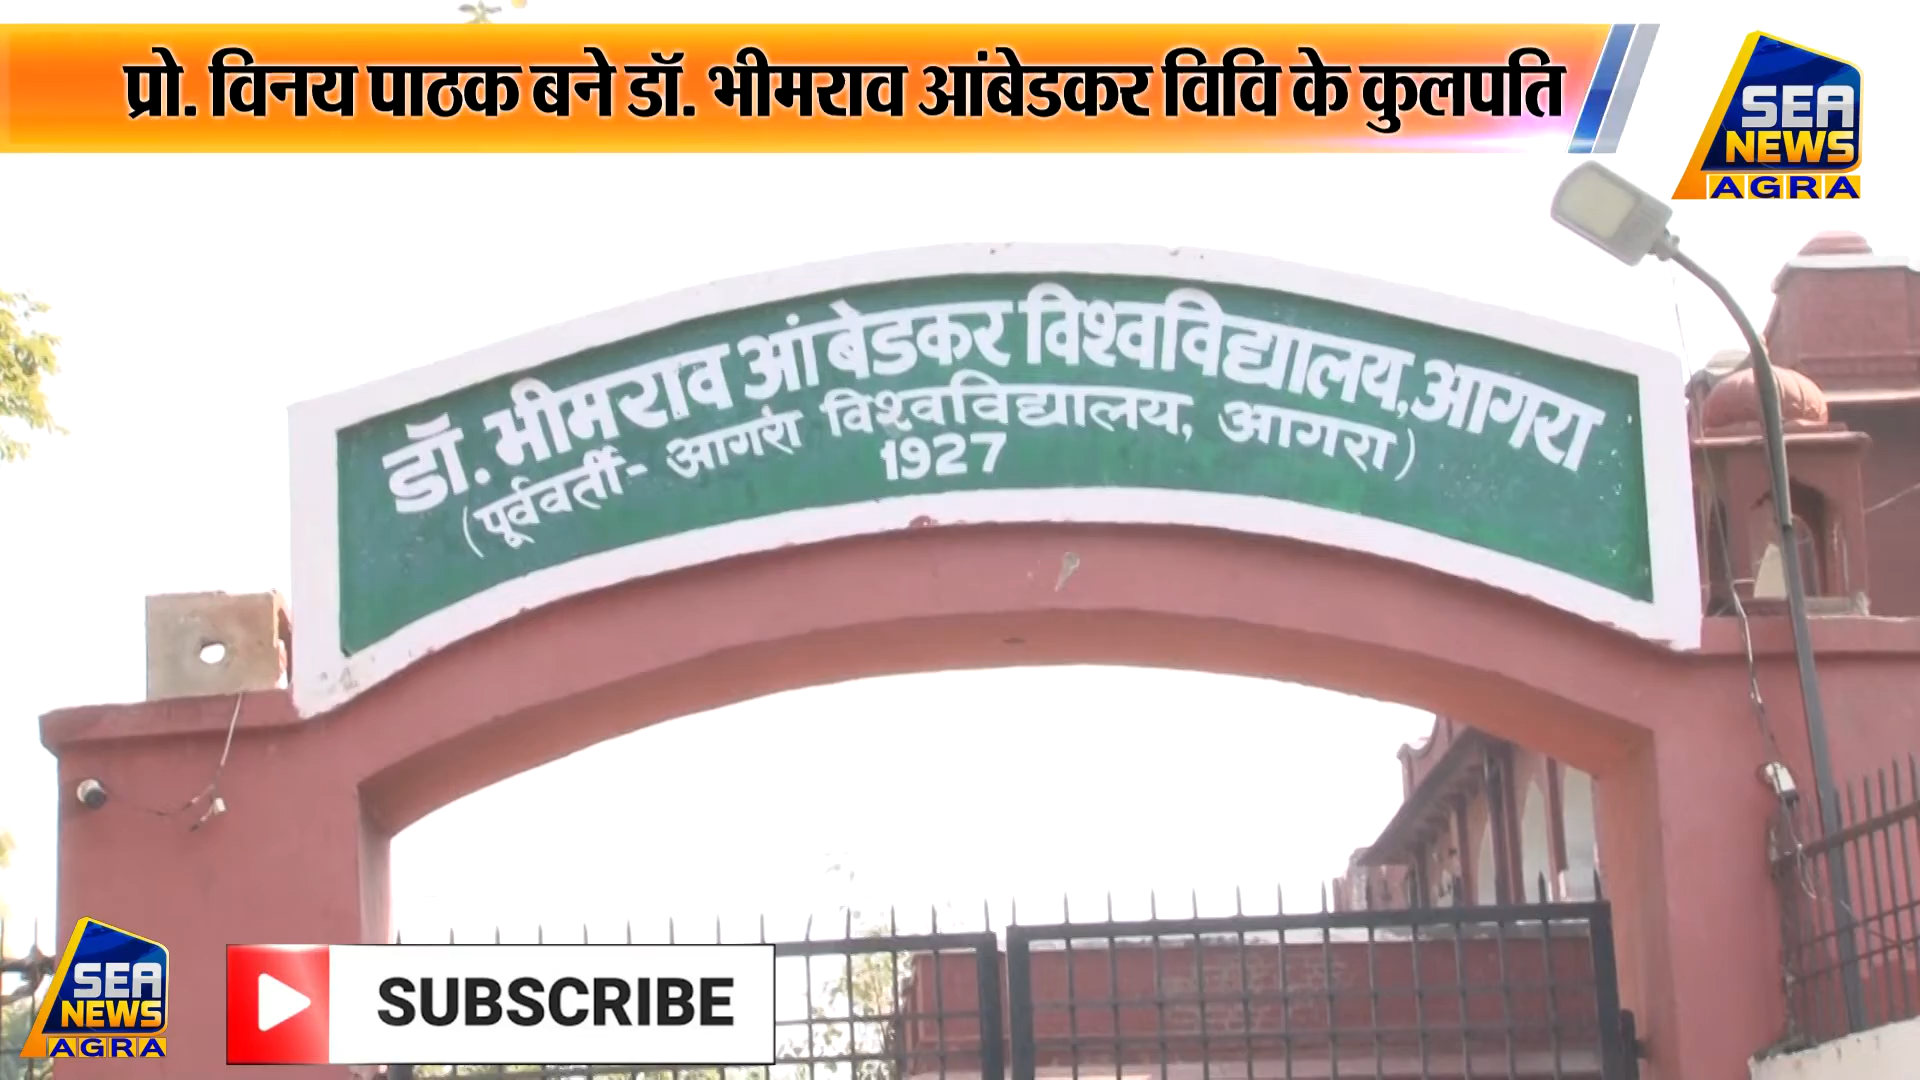 प्रो. विनय पाठक बने डॉ. भीमराव आंबेडकर विवि के कुलपति
SEA
NEWS
AGRA
डॉ. भीमराव आंबेडकर विश्वविद्यालय, आगरा
(पूर्ववर्ती- आगरा विश्वविद्यालय, आगरा)
1927
SEA
NEWS
AGRA
SUBSCRIBE